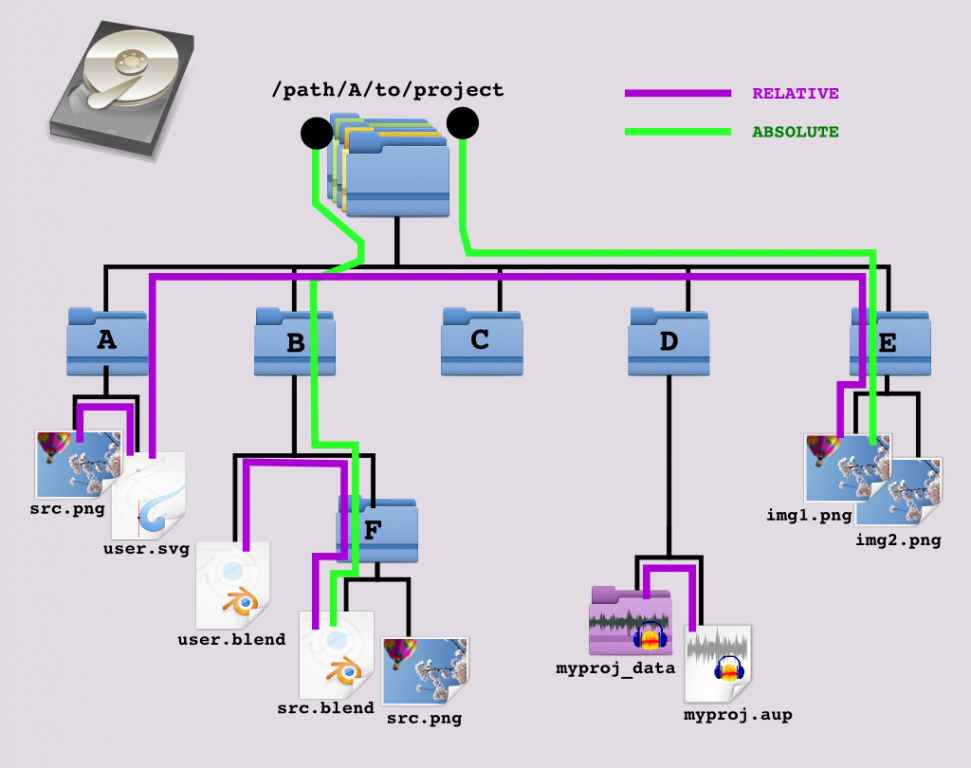 /path/A/to/project
RELATIVE
ABSOLUTE
A
B
C
D
E
src.png
user.svg
img1.png
img2.png
F
user.blend
src.blend
src.png
myproj_data
myproj.aup